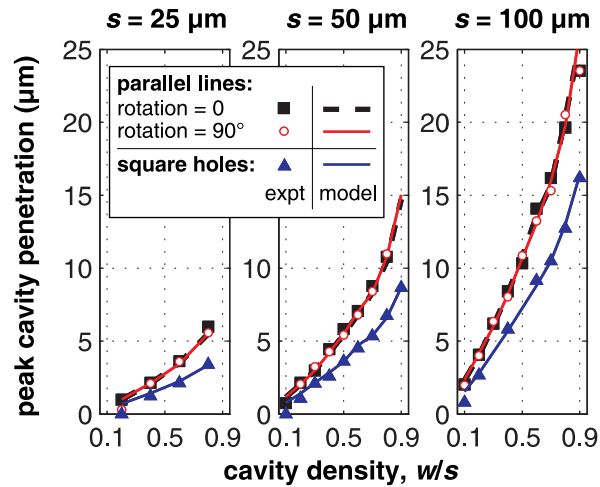 s = 25 µm s = 50 µm s = 100 µm
peak cavity penetration (µm)
25 25 25
20 20 20
15 15 15
10 10 10
5 5 5
0 0 0
parallel lines:
rotation = 0
rotation = 90°
square holes:
expt model
0.1 0.5 0.9 0.1 0.5 0.9 0.1 0.5 0.9
cavity density, w/s